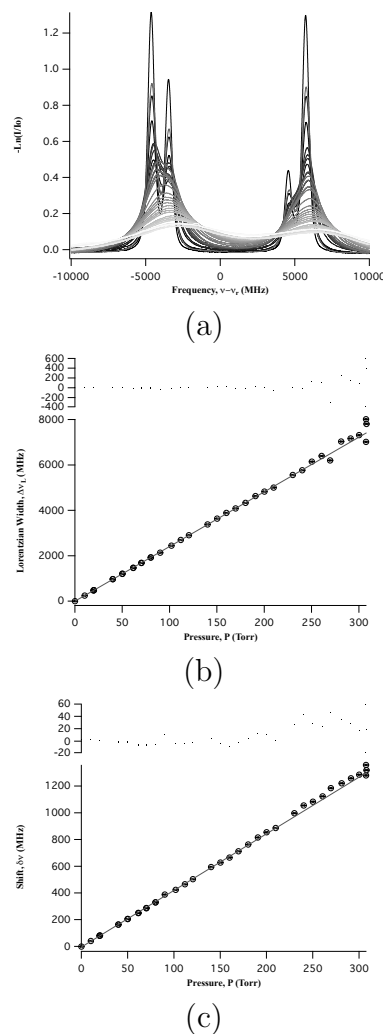 1.2
1.0
0.8
0.6
0.4
0.2
0.0
-Ln(I/Io)
-10000 -5000 0 5000 10000
Frequency, ν−νr (MHz)
(a)
600
400
200
0
-200
-400
8000
6000
4000
2000
0
Lorentzian Width, ΔνL (MHz)
0 50 100 150 200 250 300
Pressure, P (Torr)
(b)
60
40
20
0
-20
1200
1000
800
600
400
200
0
Shift, δν (MHz)
0 50 100 150 200 250 300
Pressure, P (Torr)
(c)